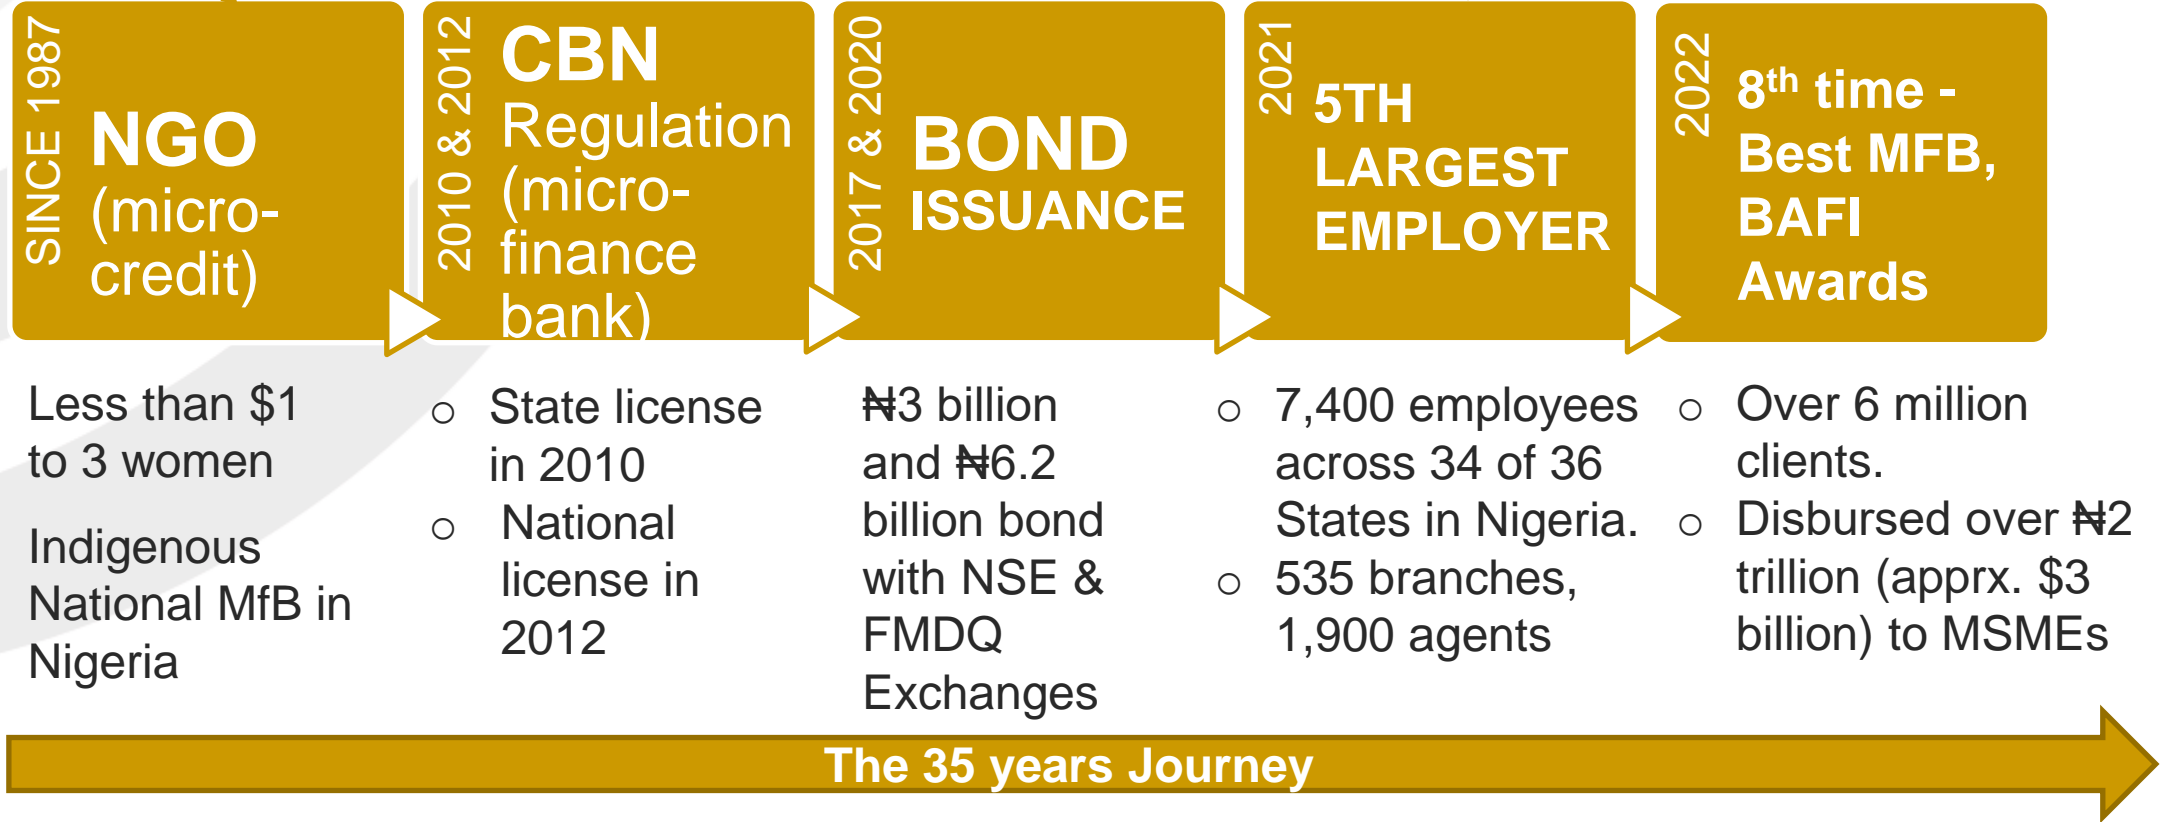 SINCE 1987
NGO
(micro-
credit)
2010 & 2012
CBN
Regulation
(micro-
finance
bank)
2017 & 2020
BOND
ISSUANCE
2021
5TH
LARGEST
EMPLOYER
2022
8th time -
Best MFB,
BAFI
Awards
Less than $1
to 3 women
Indigenous
National MfB in
Nigeria
○ State license
in 2010
○ National
license in
2012
₦3 billion
and ₦6.2
billion bond
with NSE &
FMDQ
Exchanges
○ 7,400 employees
across 34 of 36
States in Nigeria.
○ 535 branches,
1,900 agents
○ Over 6 million
clients.
○ Disbursed over ₦2
trillion (apprx. $3
billion) to MSMEs
The 35 years Journey